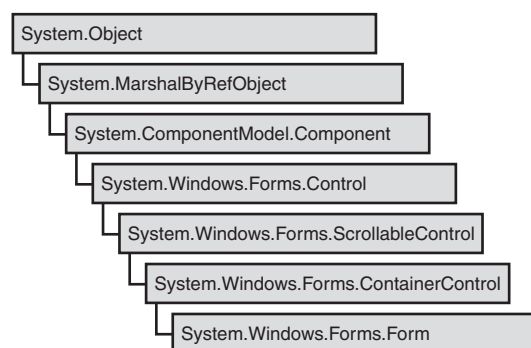 System.Object
System.MarshalByRefObject
System.ComponentModel.Component
System.Windows.Forms.Control
System.Windows.Forms.ScrollableControl
System.Windows.Forms.ContainerControl
System.Windows.Forms.Form